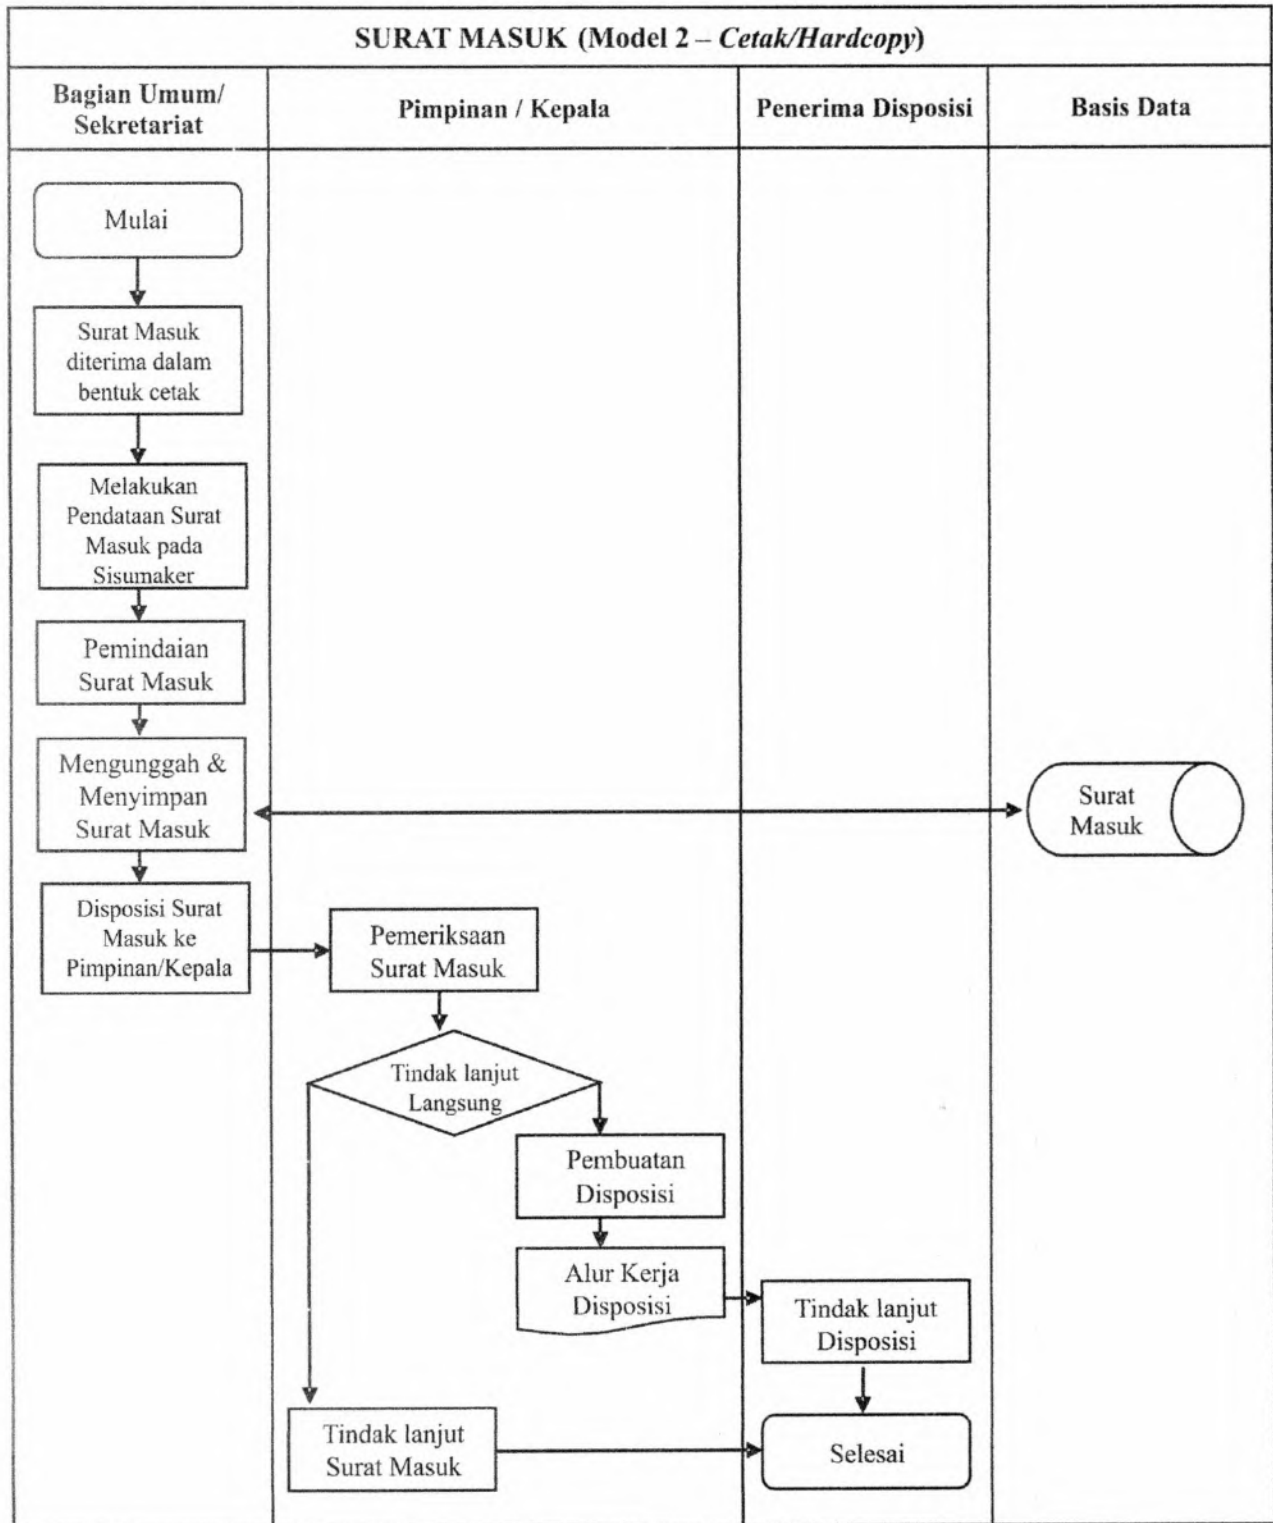 SURAT MASUK (Model 2 – Cetak/Hardcopy)
Bagian Umum/
Sekretariat
Pimpinan / Kepala
Penerima Disposisi
Basis Data
Mulai
Surat Masuk
diterima dalam
bentuk cetak
Melakukan
Pendataan Surat
Masuk pada
Sisumaker
Pemindaian
Surat Masuk
Mengunggah &
Menyimpan
Surat Masuk
Surat
Masuk
Disposisi Surat
Masuk ke
Pimpinan/Kepala
Pemeriksaan
Surat Masuk
Tindak lanjut
Langsung
Pembuatan
Disposisi
Alur Kerja
Disposisi
Tindak lanjut
Disposisi
Tindak lanjut
Surat Masuk
Selesai